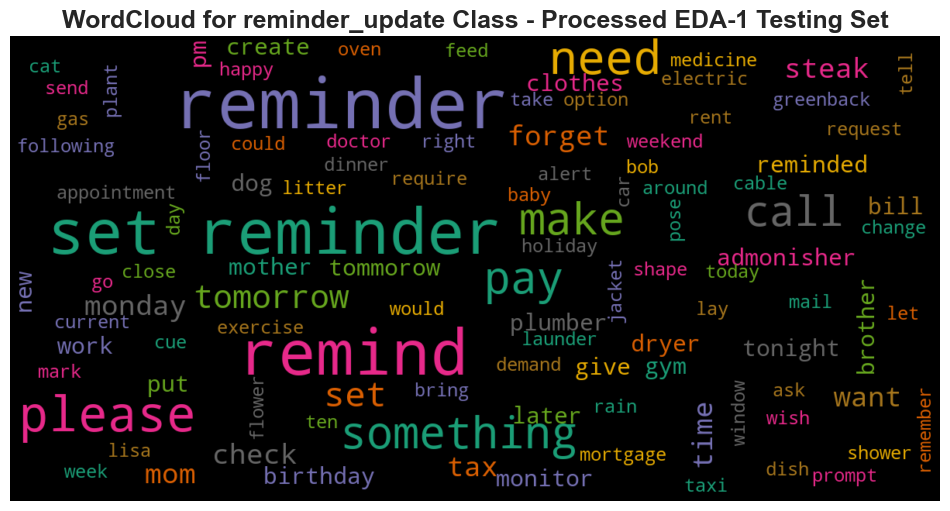 WordCloud for reminder_update Class - Processed EDA-1 Testing Set
cat
send
gas
following
plant
pm
create
oven
feed
happy
reminder
need
medicine
electric
steak
tell
clothes
take
option
greenback
rent
request
floor
could
doctor
right
forget
weekend
bob
reminded
appointment
dog
litter
dinner
require
baby
alert
car
around
cable
bill
change
day
set reminder
make
holiday
pose
call
new
go
close
mother
tommorow
pay
jacket
shape
today
admonisher
monday
tomorrow
would
plumber
lay
mail
brother
let
current
work
cue
exercise
remind
launder
demand
give
gym
dryer
tonight
mark
put
flower
set
bring
later
rain
time
window
ask
wish
want
remember
please
ten
something
lisa
week
mom
check
birthday
tax
monitor
mortgage
taxi
dish
prompt
shower